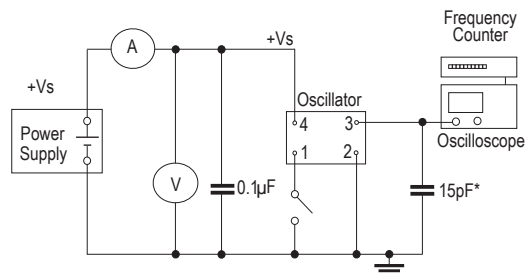 Frequency
Counter
+Vs
A
+Vs
Oscillator
4
3
Power
Supply
1
2
Oscilloscope
V
0.1µF
15pF*